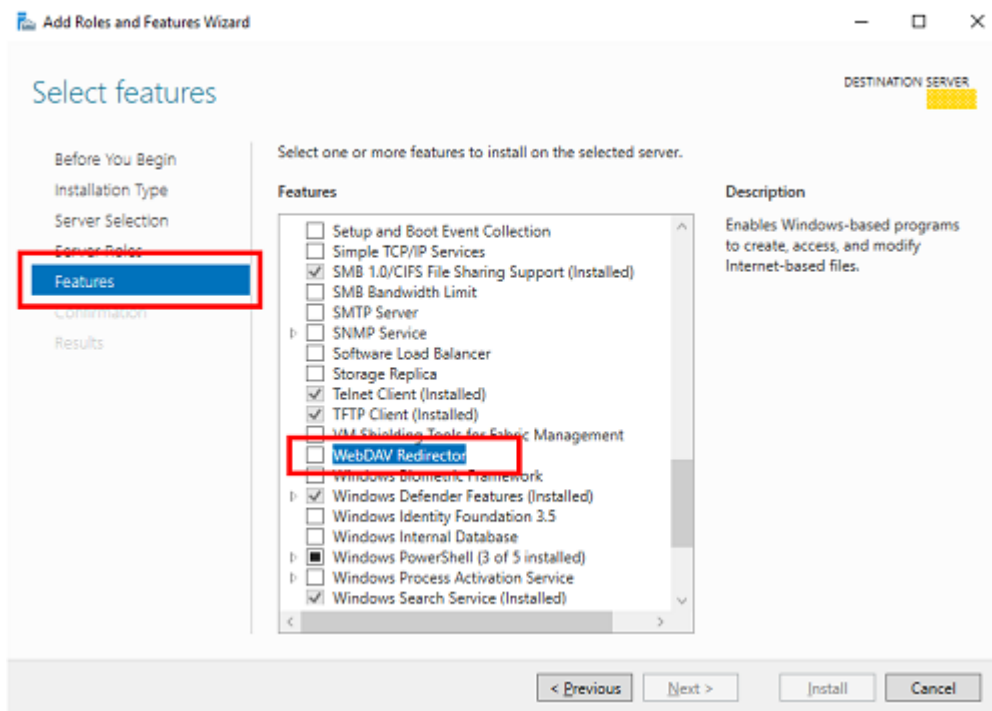 Add Roles and Features Wizard
Select features
DESTINATION SERVER
Before You Begin
Installation Type
Server Selection
Server Roles
Features
Confirmation
Results
Select one or more features to install on the selected server.
Features
Setup and Boot Event Collection
Simple TCP/IP Services
SMB 1.0/CIFS File Sharing Support (Installed)
SMB Bandwidth Limit
SMTP Server
SNMP Service
Software Load Balancer
Storage Replica
Telnet Client (Installed)
TFTP Client (Installed)
VM Shielding Tools for Fabric Management
WebDAV Redirector
Windows Biometric Framework
Windows Defender Features (Installed)
Windows Identity Foundation 3.5
Windows Internal Database
Windows PowerShell (3 of 5 installed)
Windows Process Activation Service
Windows Search Service (Installed)
Description
Enables Windows-based programs
to create, access, and modify
Internet-based files.
< Previous
Next >
Install
Cancel